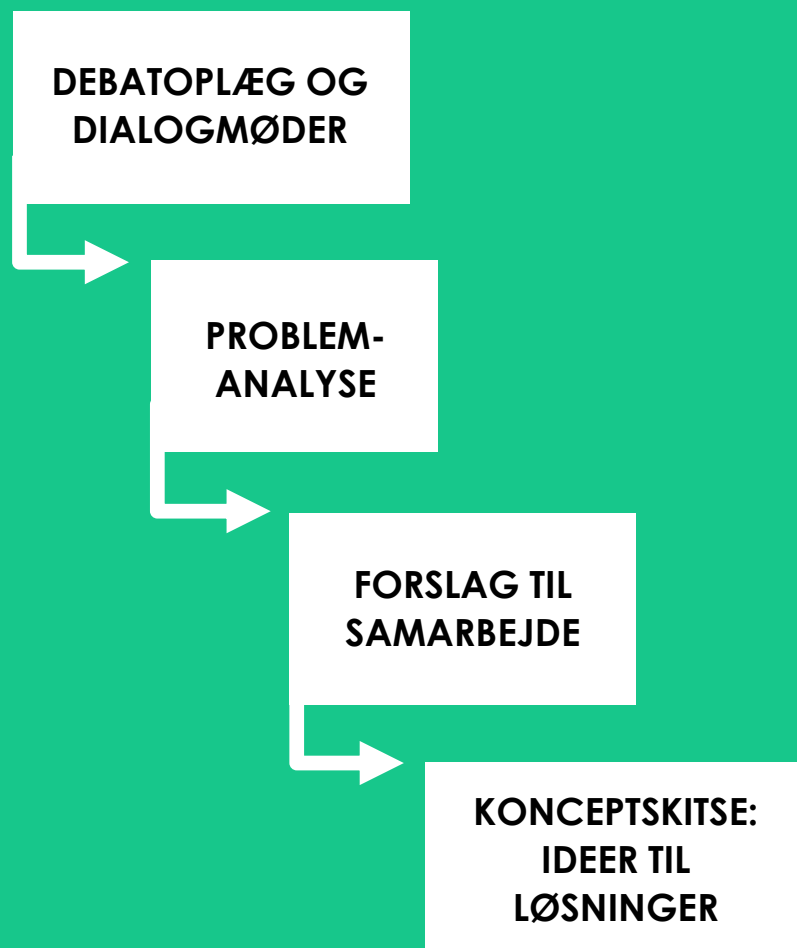 DEBATOPLÆG OG
DIALOGMØDER
PROBLEM-
ANALYSE
FORSLAG TIL
SAMARBEJDE
KONCEPTSKITSE:
IDEER TIL
LØSNINGER